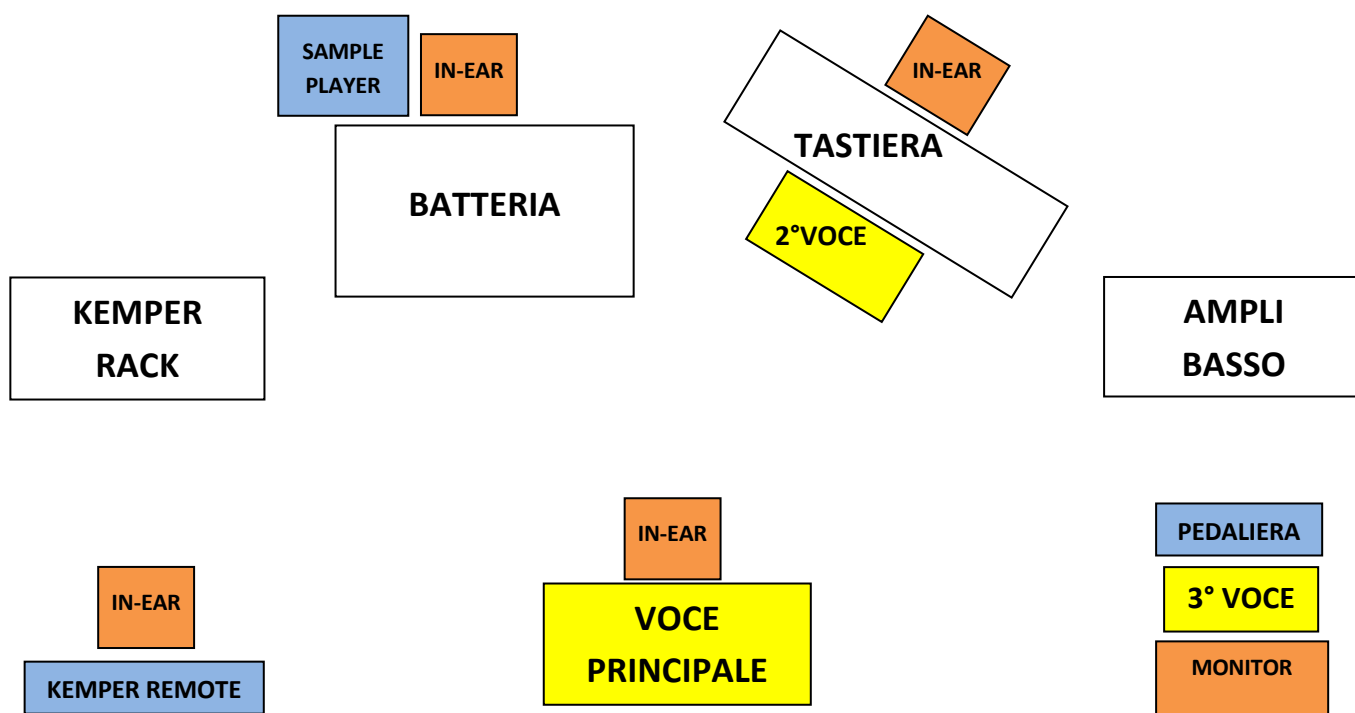 SAMPLE
PLAYER
IN-EAR
IN-EAR
TASTIERA
BATTERIA
2°VOCE
KEMPER
RACK
AMPLI
BASSO
IN-EAR
PEDALIERA
IN-EAR
3° VOCE
VOCE
PRINCIPALE
MONITOR
KEMPER REMOTE